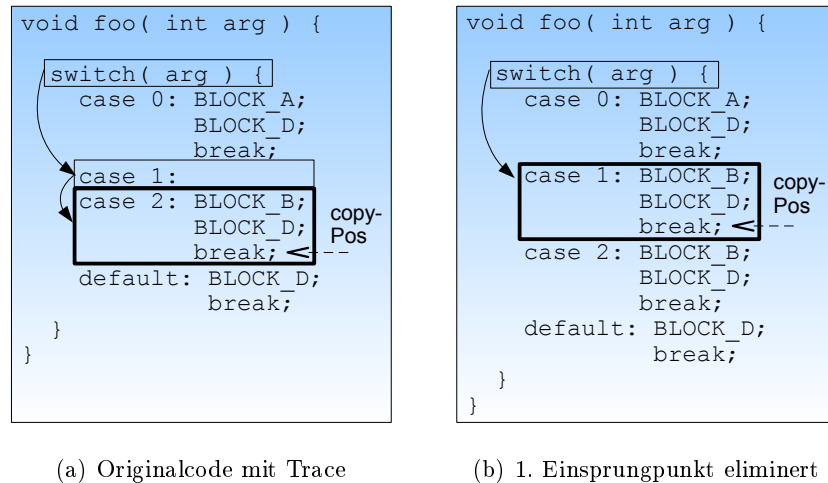 void foo( int arg ) {
switch( arg ) {
case 0: BLOCK_A;
BLOCK_D;
break;
case 1:
case 2: BLOCK_B;
BLOCK_D;
break;
default: BLOCK_D;
break;
}
}
copy-
Pos
(a) Originalcode mit Trace
void foo( int arg ) {
switch( arg ) {
case 0: BLOCK_A;
BLOCK_D;
break;
case 1: BLOCK_B;
BLOCK_D;
break;
case 2: BLOCK_B;
BLOCK_D;
break;
default: BLOCK_D;
break;
}
}
copy-
Pos
(b) 1. Einsprungpunkt eliminert